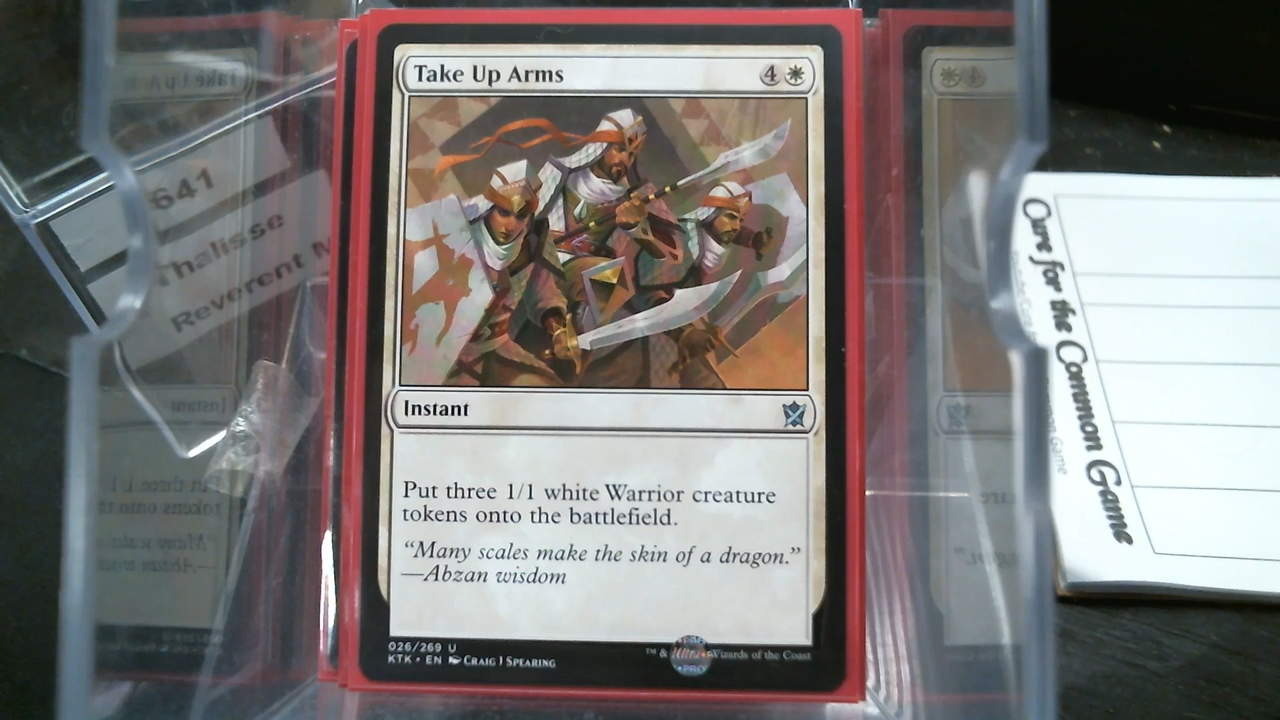 Take Up Arms 4
Instant
Put three 1/1 white Warrior creature
tokens onto the battlefield.
“Many scales make the skin of a dragon.”
—Abzan wisdom
026/269 U
KTK • EN Craig J Spearing
™ & Wizards of the Coast
Ultra•
PRO
641
Thalisse
Reverent M
Cure for the Common Game